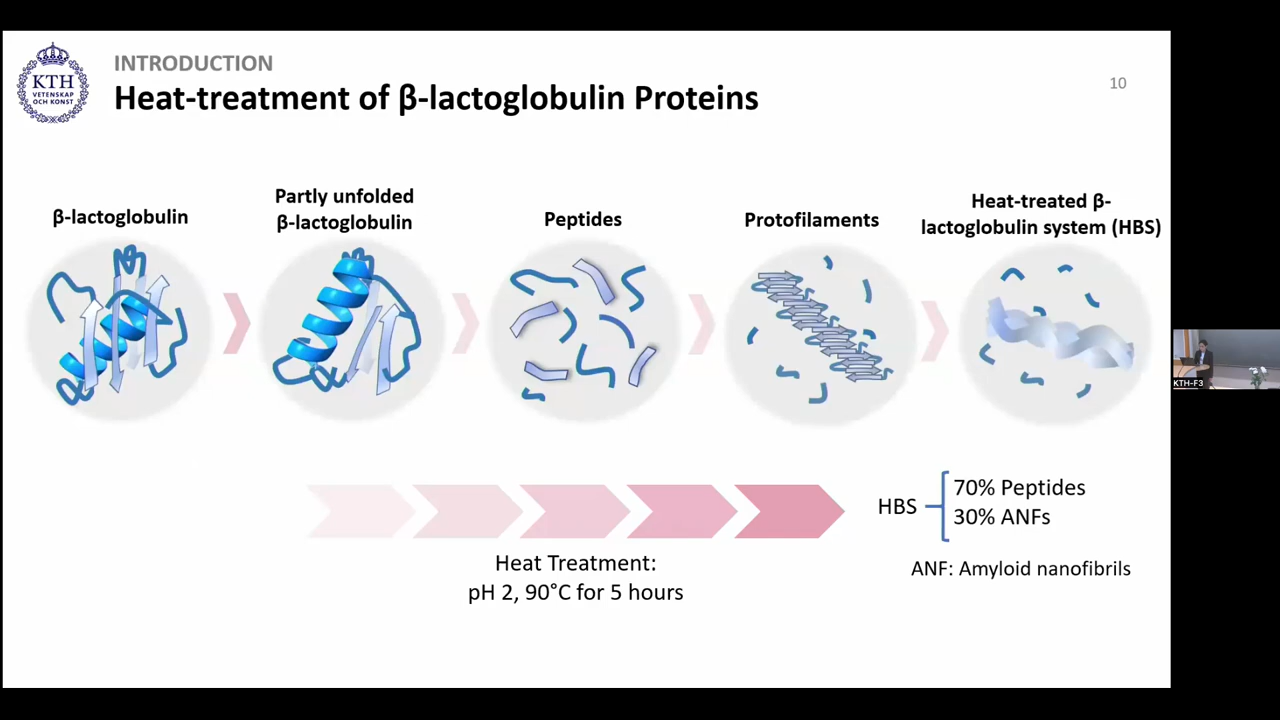 KTH
VETENSKAP
OCH KONST
INTRODUCTION
Heat-treatment of β-lactoglobulin Proteins
10
β-lactoglobulin
Partly unfolded
β-lactoglobulin
Peptides
Protofilaments
Heat-treated β-
lactoglobulin system (HBS)
Heat Treatment:
pH 2, 90°C for 5 hours
HBS
70% Peptides
30% ANFs
ANF: Amyloid nanofibrils
KTH-F3